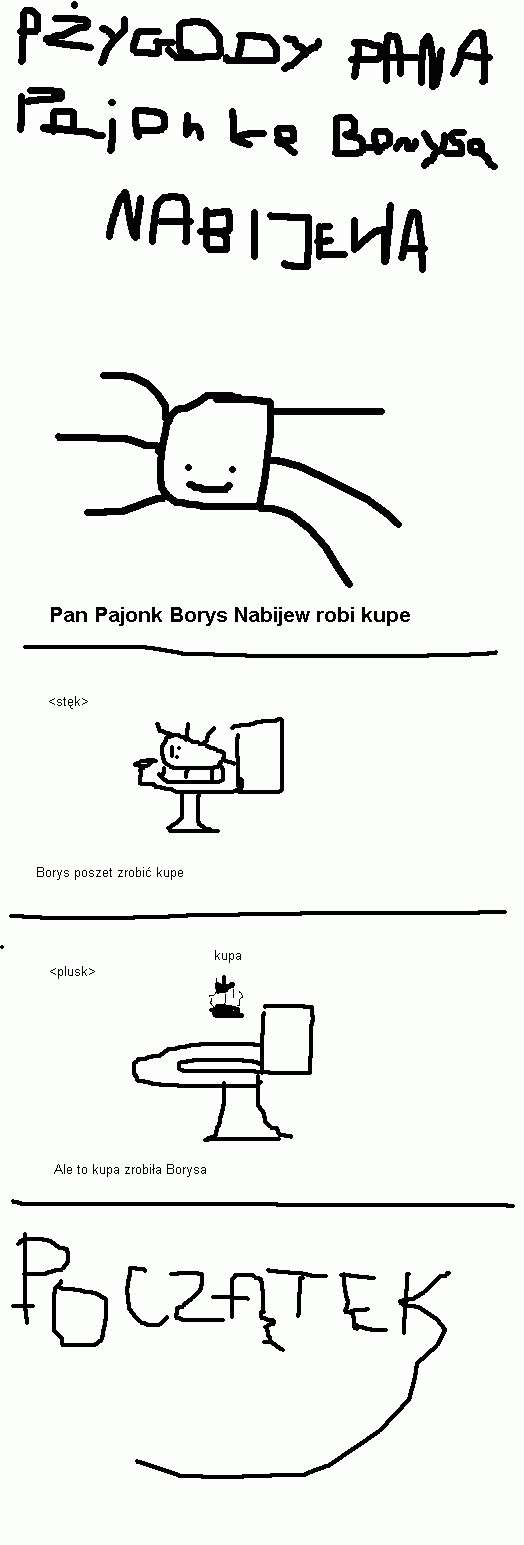 PŻYGODY PANA
Pajonka Borysa
NABIJEWA
Pan Pajonk Borys Nabijew robi kupe
<stęk>
Borys poszet zrobić kupe
kupa
<plusk>
Ale to kupa zrobiła Borysa
POCZĄTEK